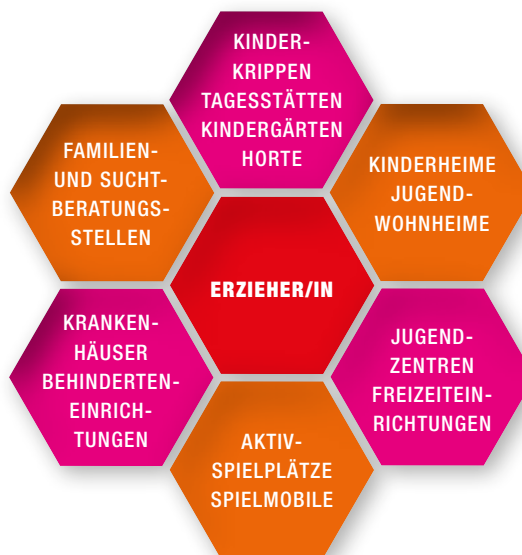 KINDER-
KRIPPEN
TAGESSTÄTTEN
KINDERGÄRTEN
HORTE
FAMILIEN-
UND SUCHT-
BERATUNGS-
STELLEN
KINDERHEIME
JUGEND-
WOHNHEIME
ERZIEHER/IN
KRANKEN-
HÄUSER
BEHINDERTEN-
EINRICH-
TUNGEN
JUGEND-
ZENTREN
FREIZEITEIN-
RICHTUNGEN
AKTIV-
SPIELPLÄTZE
SPIELMOBILE